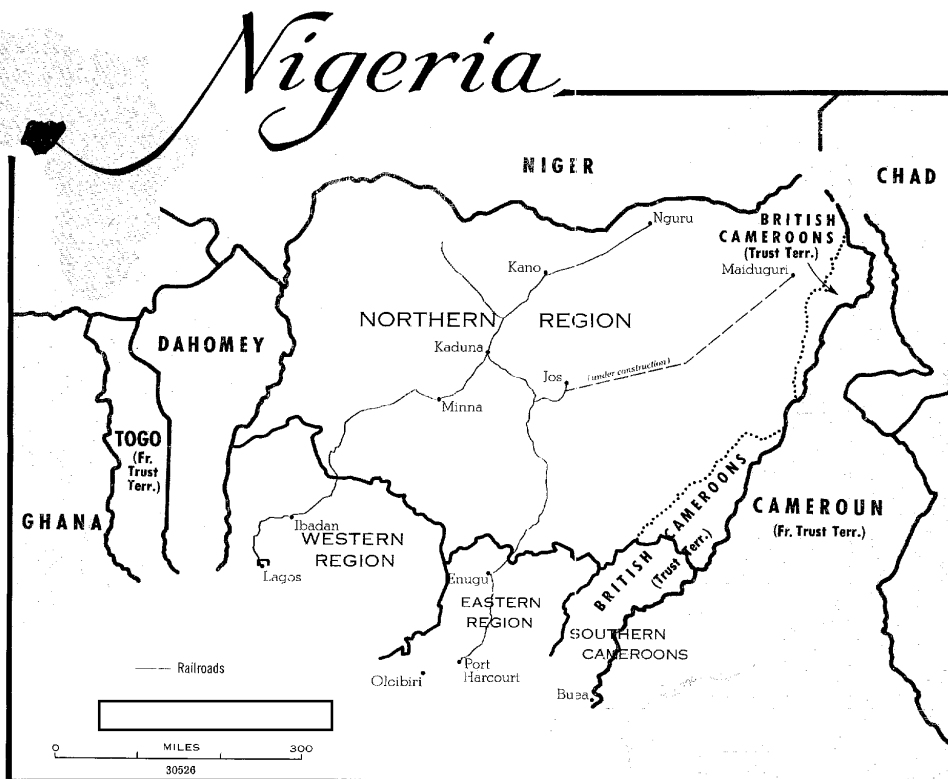 Nigeria
NIGER
CHAD
Nguru
BRITISH
CAMEROONS
(Trust Terr.)
Maiduguri
Kano
NORTHERN REGION
DAHOMEY
Kaduna
Jos
(under construction)
Minna
TOGO
(Fr.
Trust
Terr.)
GHANA
CAMEROUN
(Fr. Trust Terr.)
Ibadan
WESTERN
REGION
Lagos
BRITISH CAMEROONS
(Trust Terr.)
Enugu
EASTERN
REGION
SOUTHERN
CAMEROONS
Port
Harcourt
Oloibiri
Buea
Railroads
0 MILES 300
30526